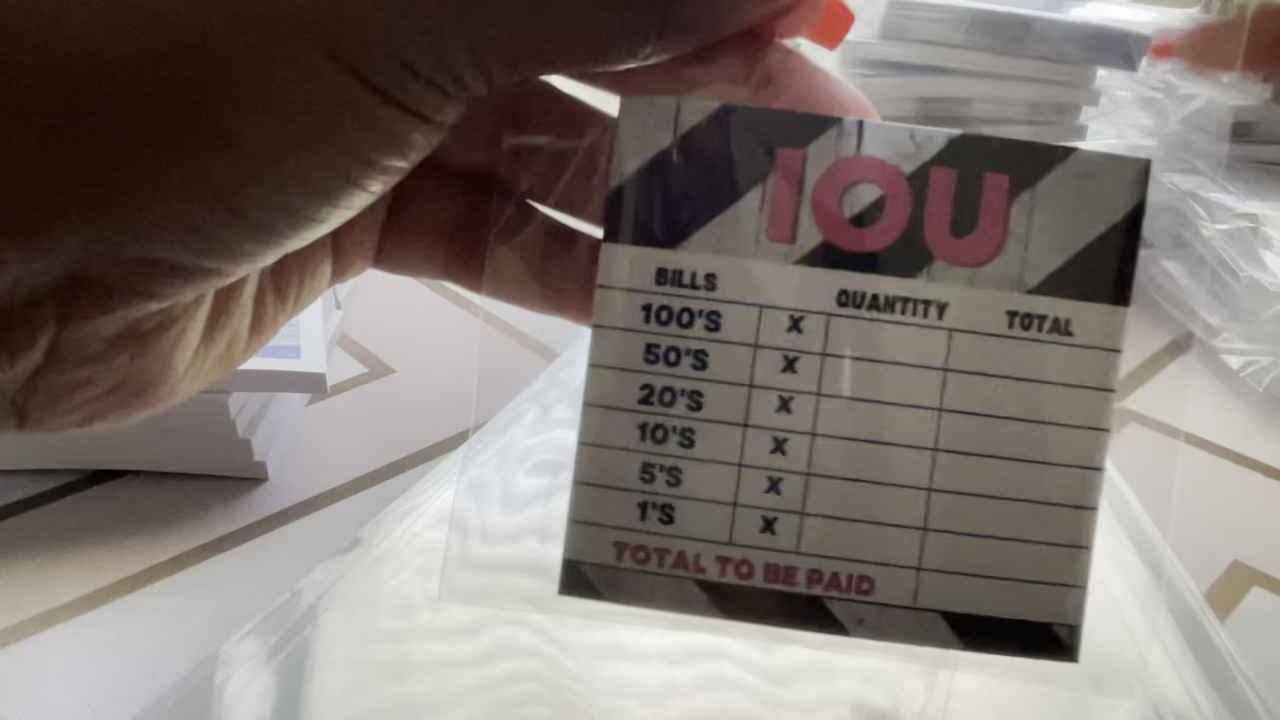 IOU
BILLS QUANTITY TOTAL
100'S X
50'S X
20'S X
10'S X
5'S X
1'S X
TOTAL TO BE PAID